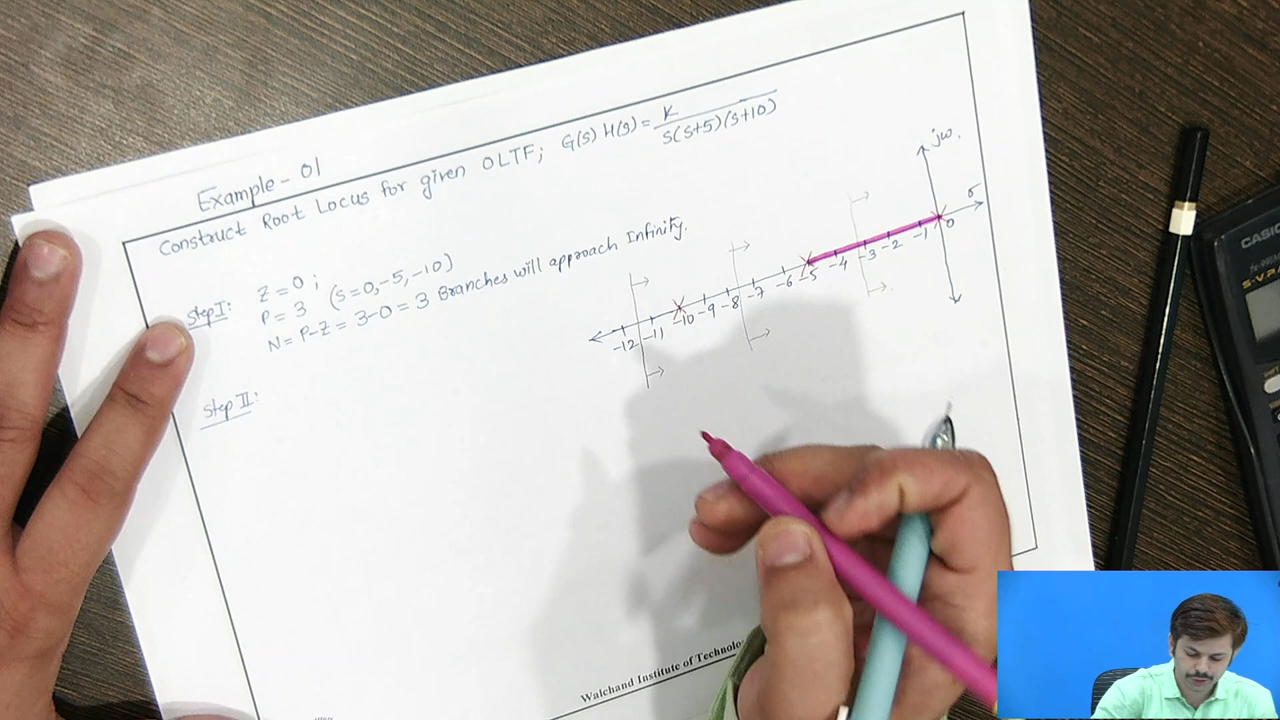 Example - 01
Construct Root Locus for given OLTF; G(s) H(s) = K / s(s+5)(s+10)
Step I: Z = 0 ;
P = 3 (s = 0, -5, -10)
N = P-Z = 3-0 = 3 Branches will approach Infinity.
jω.
σ
-12 -11 -10 -9 -8 -7 -6 -5 -4 -3 -2 -1 0
Step II:
Walchand Institute of Technolo
CASIO
S-V.P.A